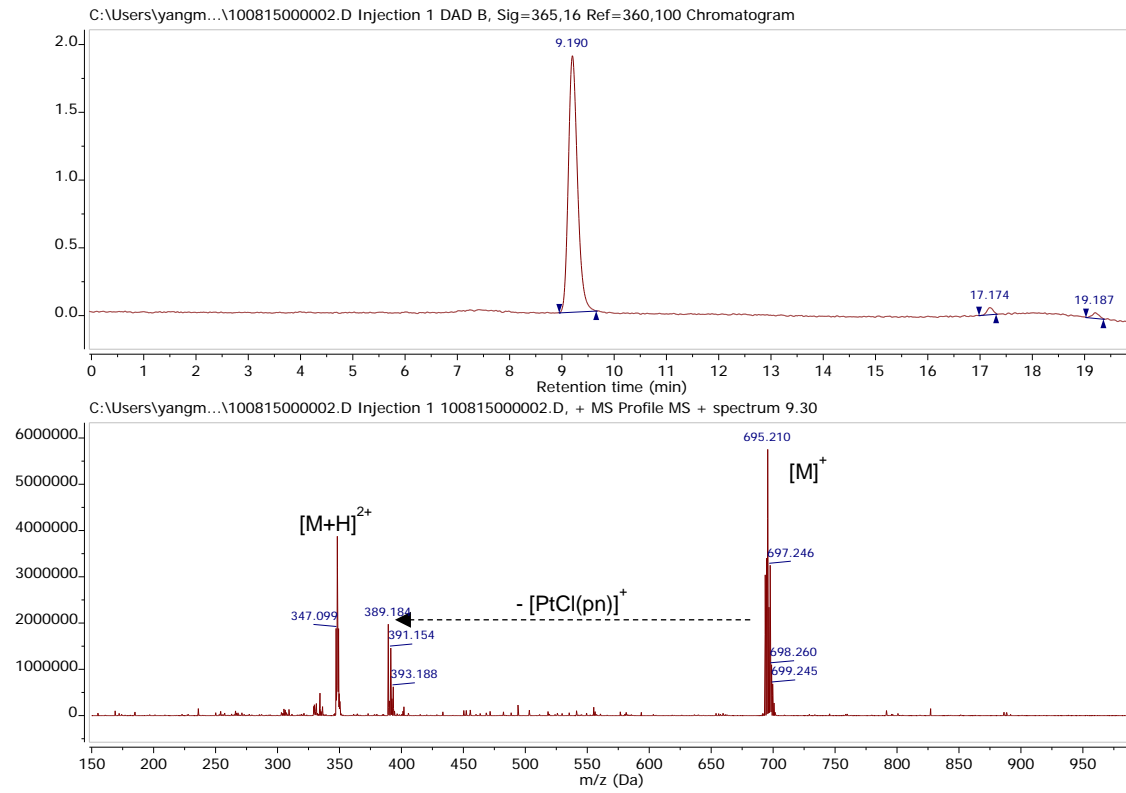 C:\Users\yangm...\100815000002.D Injection 1 DAD B, Sig=365,16 Ref=360,100 Chromatogram
2.0
1.5
1.0
0.5
0.0
9.190
17.174
19.187
0 1 2 3 4 5 6 7 8 9 10 11 12 13 14 15 16 17 18 19
Retention time (min)
C:\Users\yangm...\100815000002.D Injection 1 100815000002.D, + MS Profile MS + spectrum 9.30
6000000
5000000
4000000
3000000
2000000
1000000
0
695.210
[M]+
[M+H]2+
697.246
- [PtCl(pn)]+
347.099
389.184
391.154
698.260
393.188
699.245
150 200 250 300 350 400 450 500 550 600 650 700 750 800 850 900 950
m/z (Da)